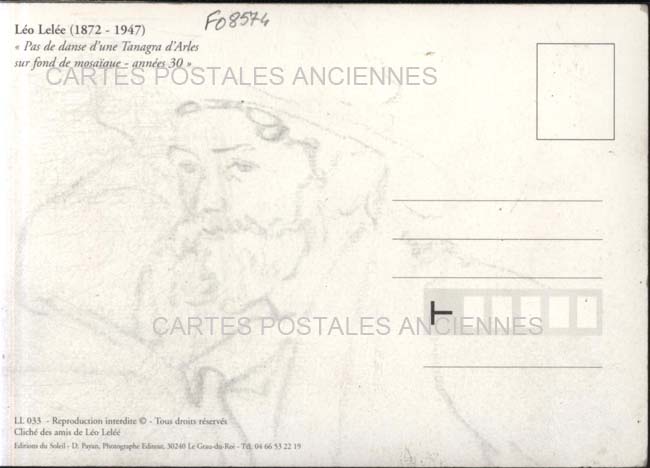 F08574
Léo Lelée (1872 - 1947)
« Pas de danse d'une Tanagra d'Arles
sur fond de mosaïque - années 30 »
CARTES POSTALES ANCIENNES
CARTES POSTALES ANCIENNES
LL 033 - Reproduction interdite © - Tous droits réservés
Cliché des amis de Léo Leléé
Editions du Soleil - D. Payan, Photographe Editeur, 30240 Le Grau-du-Roi - Tél. 04 66 53 22 19